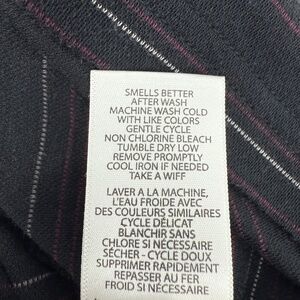 SMELLS BETTER
AFTER WASH
MACHINE WASH COLD
WITH LIKE COLORS
GENTLE CYCLE
NON CHLORINE BLEACH
TUMBLE DRY LOW
REMOVE PROMPTLY
COOL IRON IF NEEDED
TAKE A WIFF
LAVER A LA MACHINE,
L'EAU FROIDE AVEC
DES COULEURS SIMILAIRES
CYCLE DÉLICAT
BLANCHIR SANS
CHLORE SI NÉCESSAIRE
SÉCHER - CYCLE DOUX
SUPPRIMER RAPIDEMENT
REPASSER AU FER
FROID SI NÉCESSAIRE